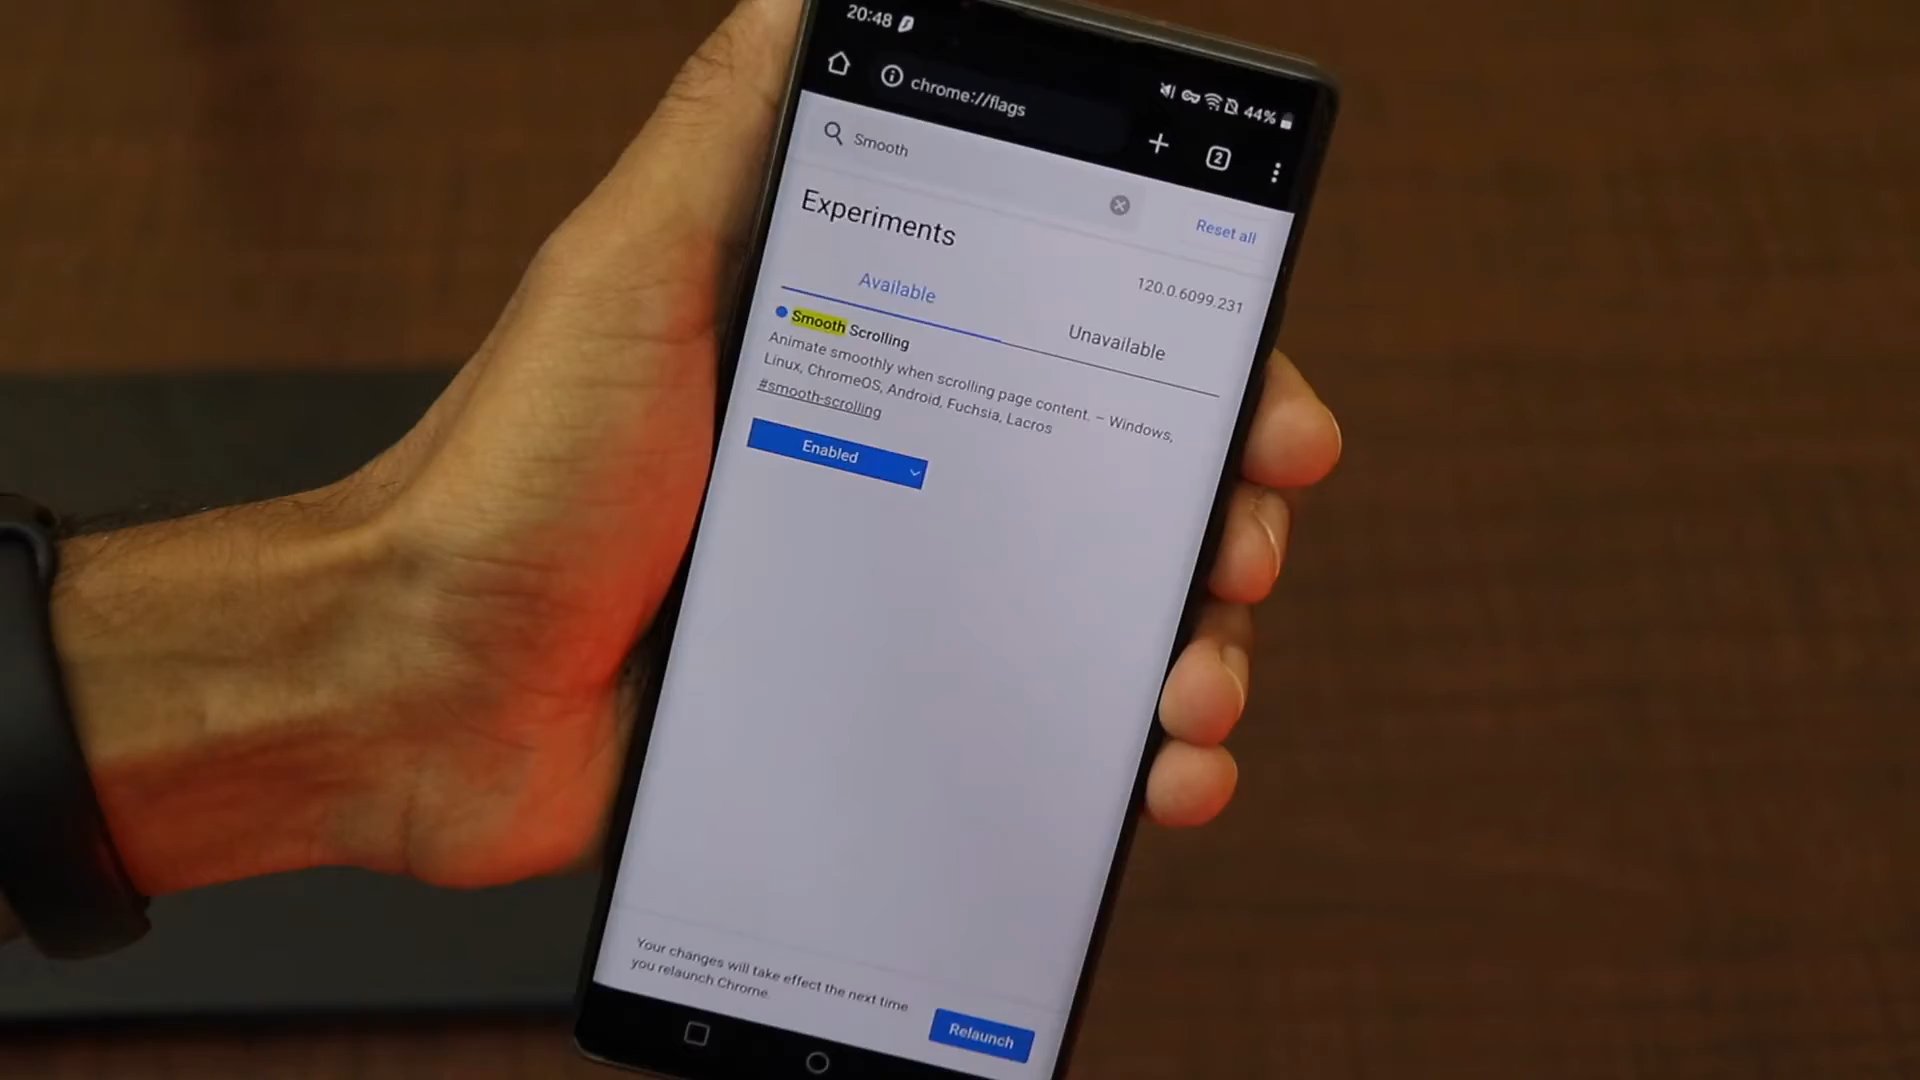 20:48
44%
chrome://flags
2
Smooth
Reset all
Experiments
120.0.6099.231
Available
Unavailable
Smooth Scrolling
Animate smoothly when scrolling page content. – Windows,
Linux, ChromeOS, Android, Fuchsia, Lacros
#smooth-scrolling
Enabled
Your changes will take effect the next time
you relaunch Chrome.
Relaunch